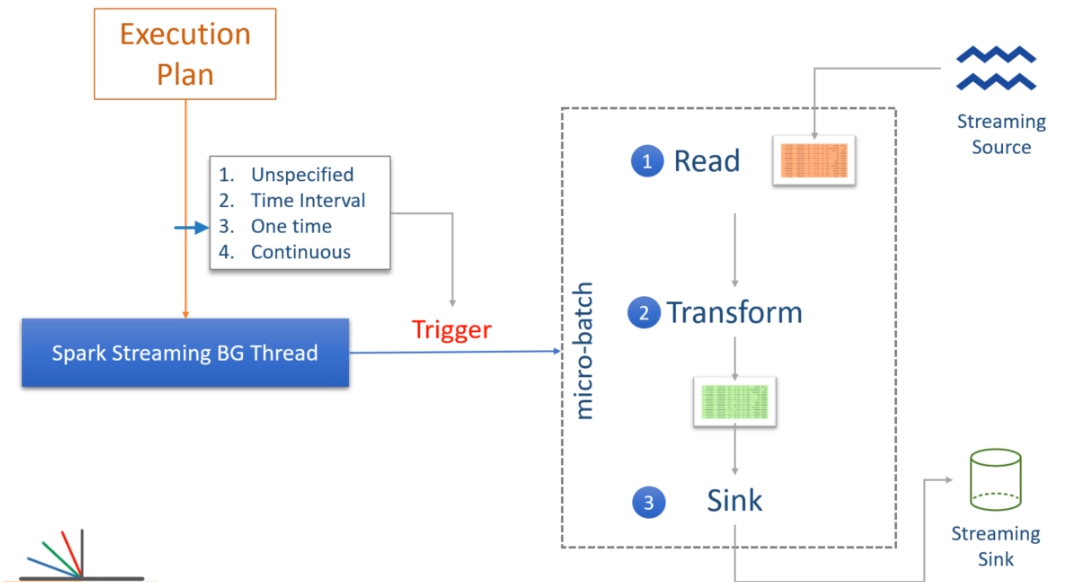 Execution
Plan
1. Unspecified
2. Time Interval
3. One time
4. Continuous
Spark Streaming BG Thread
Trigger
micro-batch
1 Read
2 Transform
3 Sink
Streaming
Source
Streaming
Sink